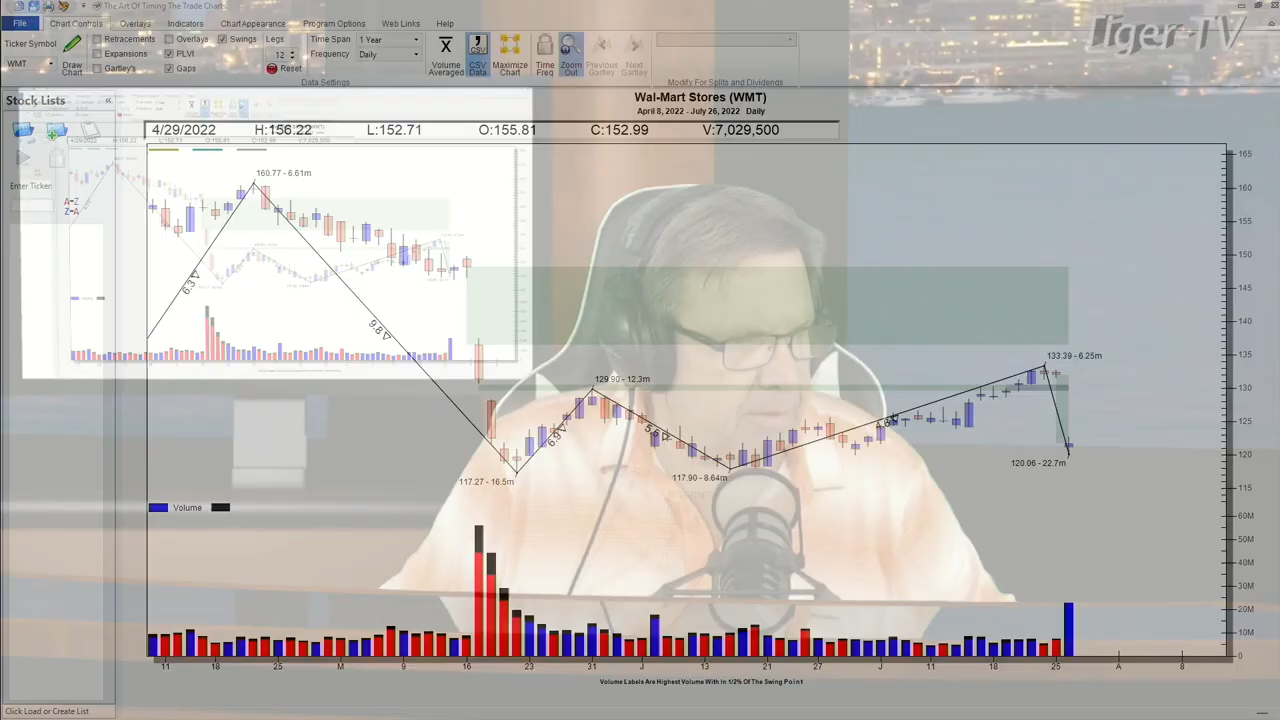 The Art Of Timing The Trade Charts
Tiger-TV
File Chart Controls Overlays Indicators Chart Appearance Program Options Web Links Help
Ticker Symbol
WMT
Draw Chart
Retracements Overlays Swings Legs
Expansions PLVI 12
Gartley's Gaps Reset
Time Span 1 Year
Frequency Daily
Data Settings
Volume Averaged
CSV Data
Maximize Chart
Time Freq
Zoom Out
Previous Gartley
Next Gartley
Modify For Splits and Dividends
Stock Lists
Enter Ticker:
A-Z
Z-A
Wal-Mart Stores (WMT)
April 8, 2022 - July 26, 2022 Daily
4/29/2022 H:156.22 L:152.71 O:155.81 C:152.99 V:7,029,500
160.77 - 6.61m
6.3
9.8
129.90 - 12.3m
6.9
5.6
117.27 - 16.5m
117.90 - 8.64m
133.39 - 6.25m
120.06 - 22.7m
165
160
155
150
145
140
135
130
125
120
115
60M
50M
40M
30M
20M
10M
0
Volume
11 18 25 M 9 16 23 31 J 13 21 27 J 11 18 25 A 8
Volume Labels Are Highest Volume With In 1/2% Of The Swing Point
Click Load or Create List